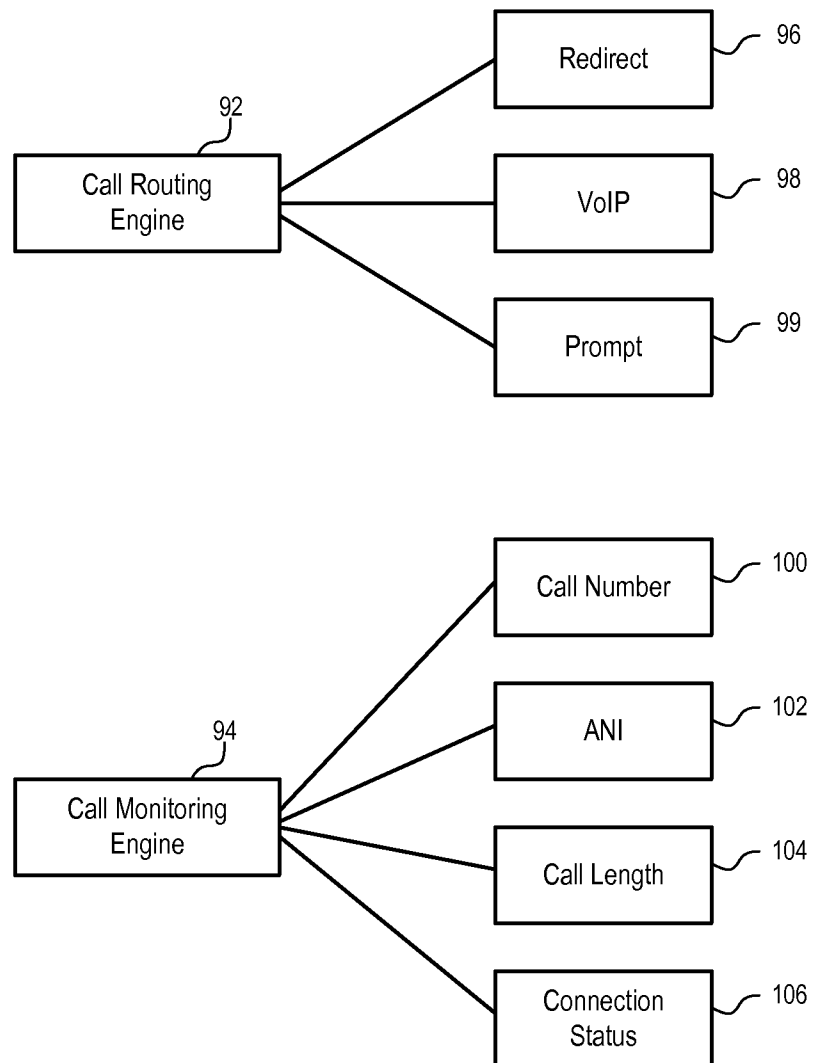 96
Redirect
92
Call Routing
Engine
98
VoIP
99
Prompt
100
Call Number
102
ANI
94
Call Monitoring
Engine
104
Call Length
106
Connection
Status